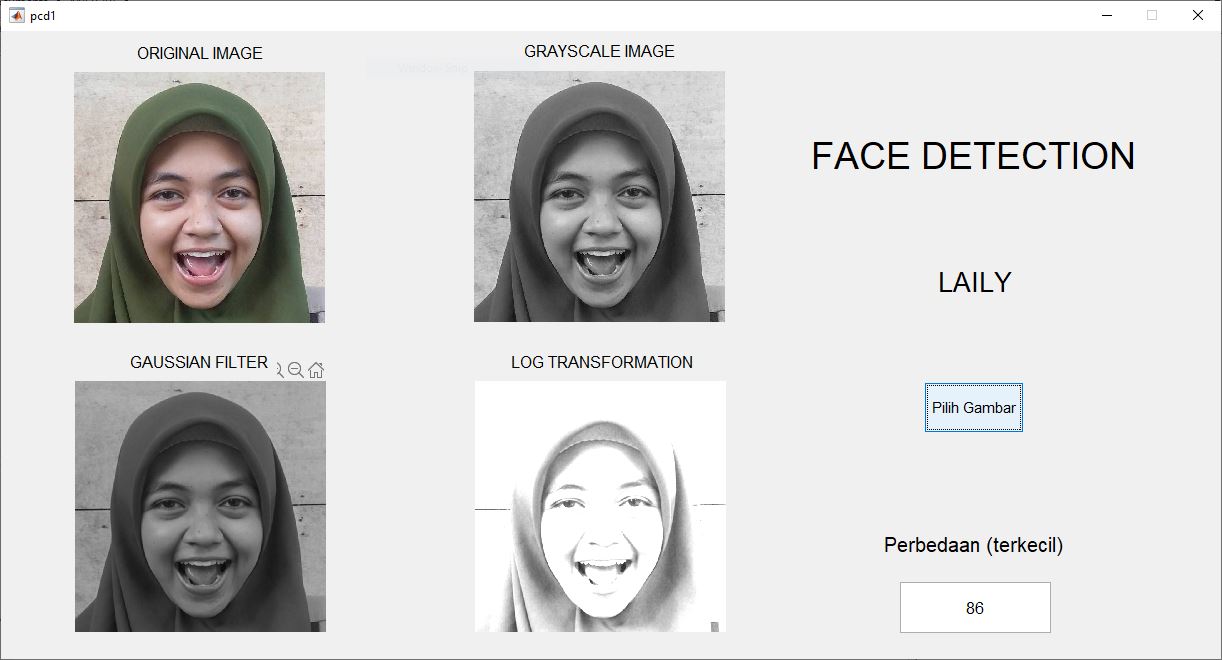 pcd1
ORIGINAL IMAGE
GRAYSCALE IMAGE
FACE DETECTION
LAILY
GAUSSIAN FILTER
LOG TRANSFORMATION
Pilih Gambar
Perbedaan (terkecil)
86